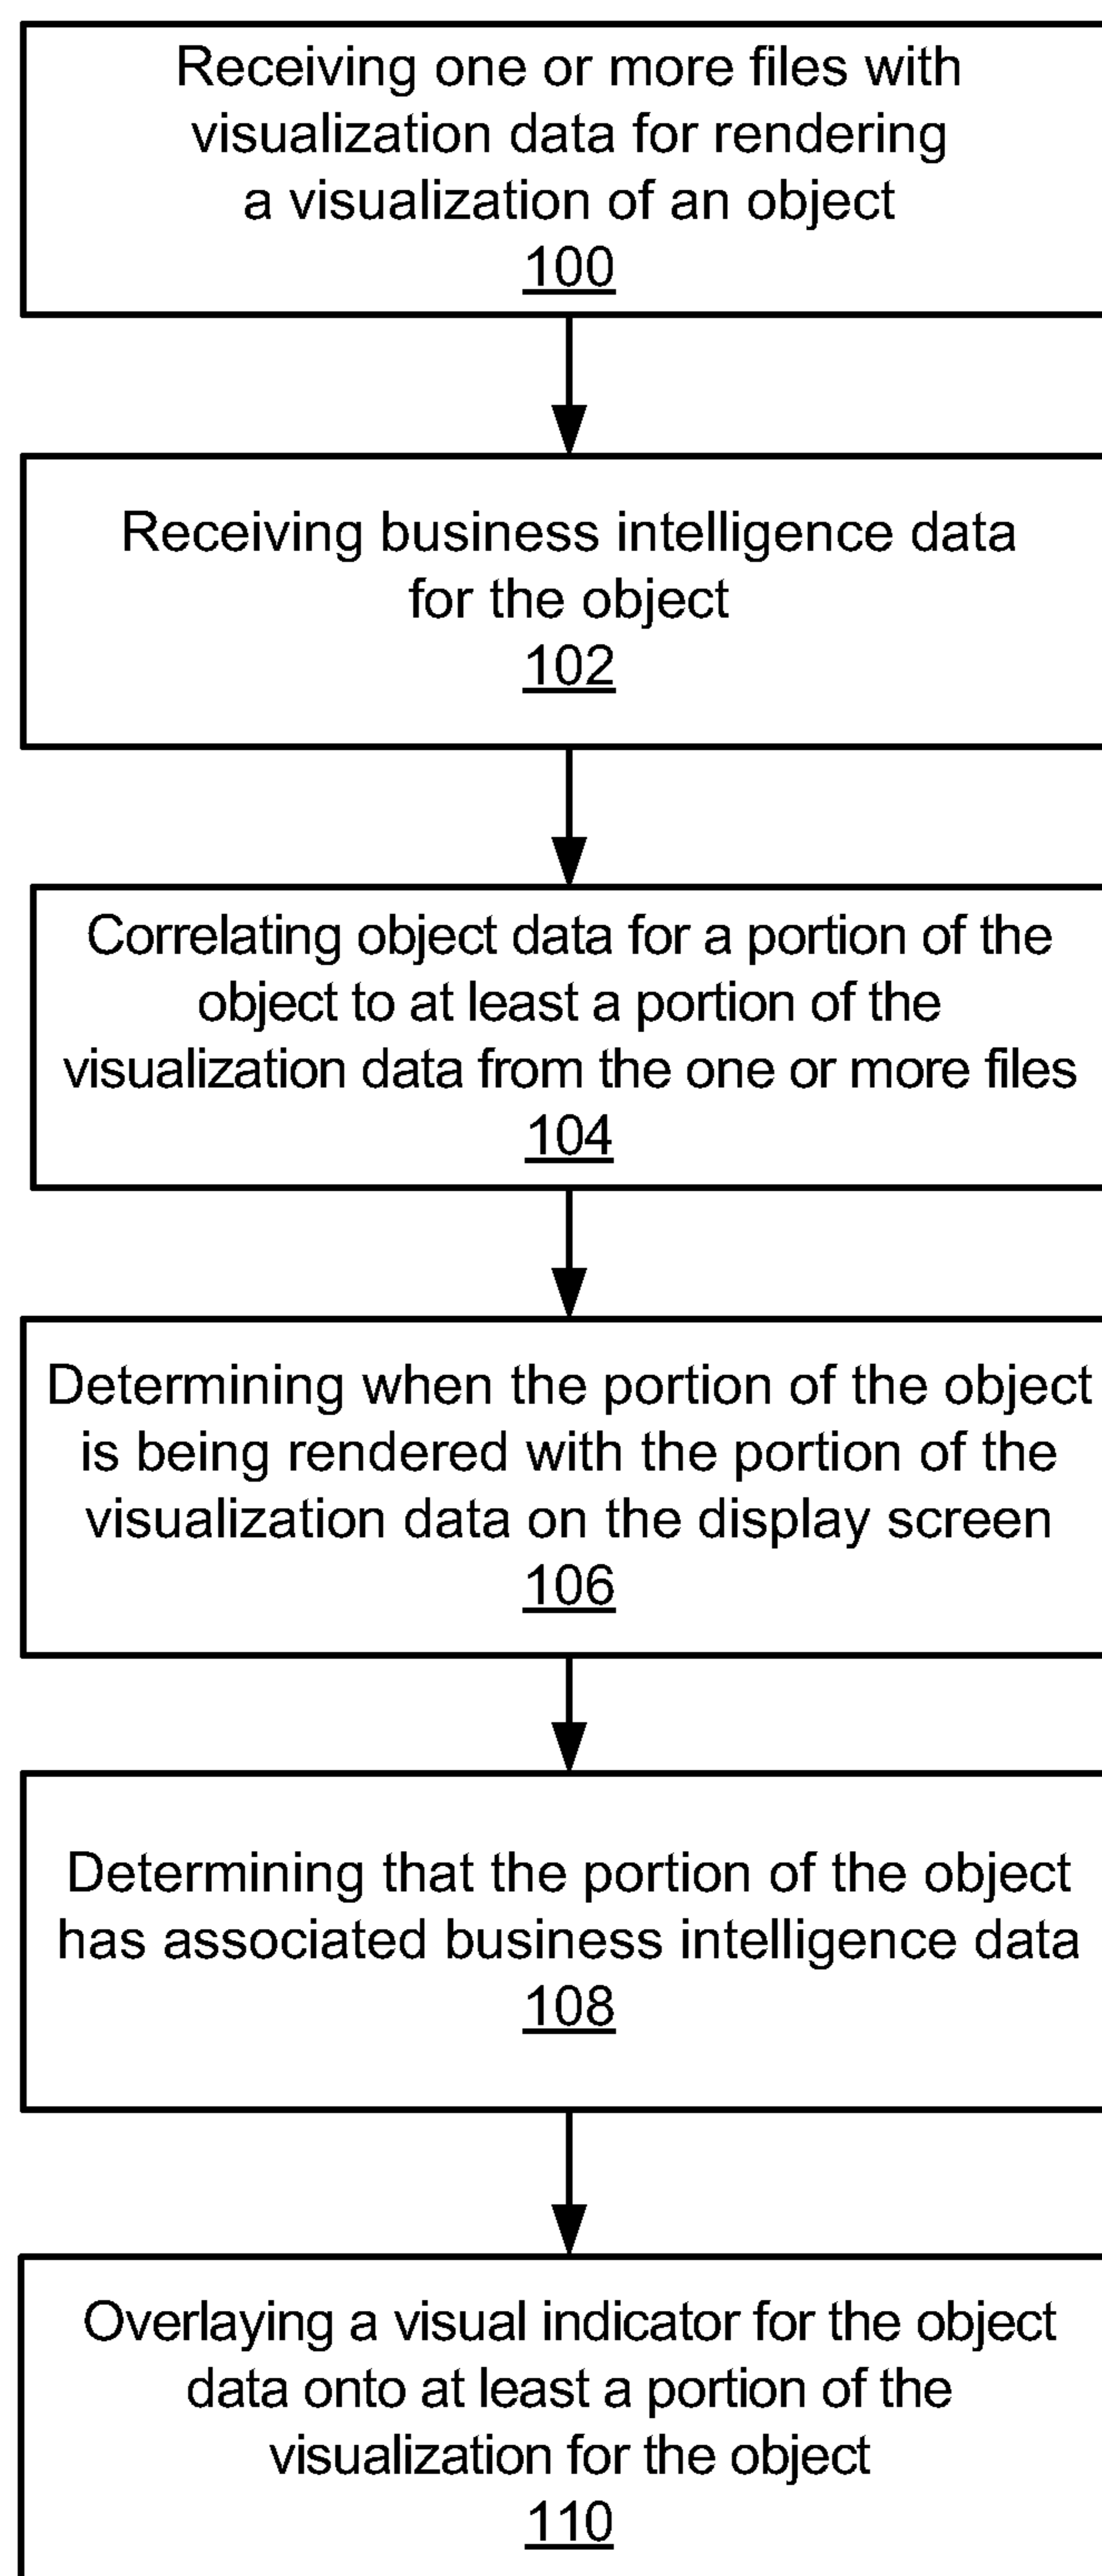 Receiving one or more files with
visualization data for rendering
a visualization of an object
100
Receiving business intelligence data
for the object
102
Correlating object data for a portion of the
object to at least a portion of the
visualization data from the one or more files
104
Determining when the portion of the object
is being rendered with the portion of the
visualization data on the display screen
106
Determining that the portion of the object
has associated business intelligence data
108
Overlaying a visual indicator for the object
data onto at least a portion of the
visualization for the object
110